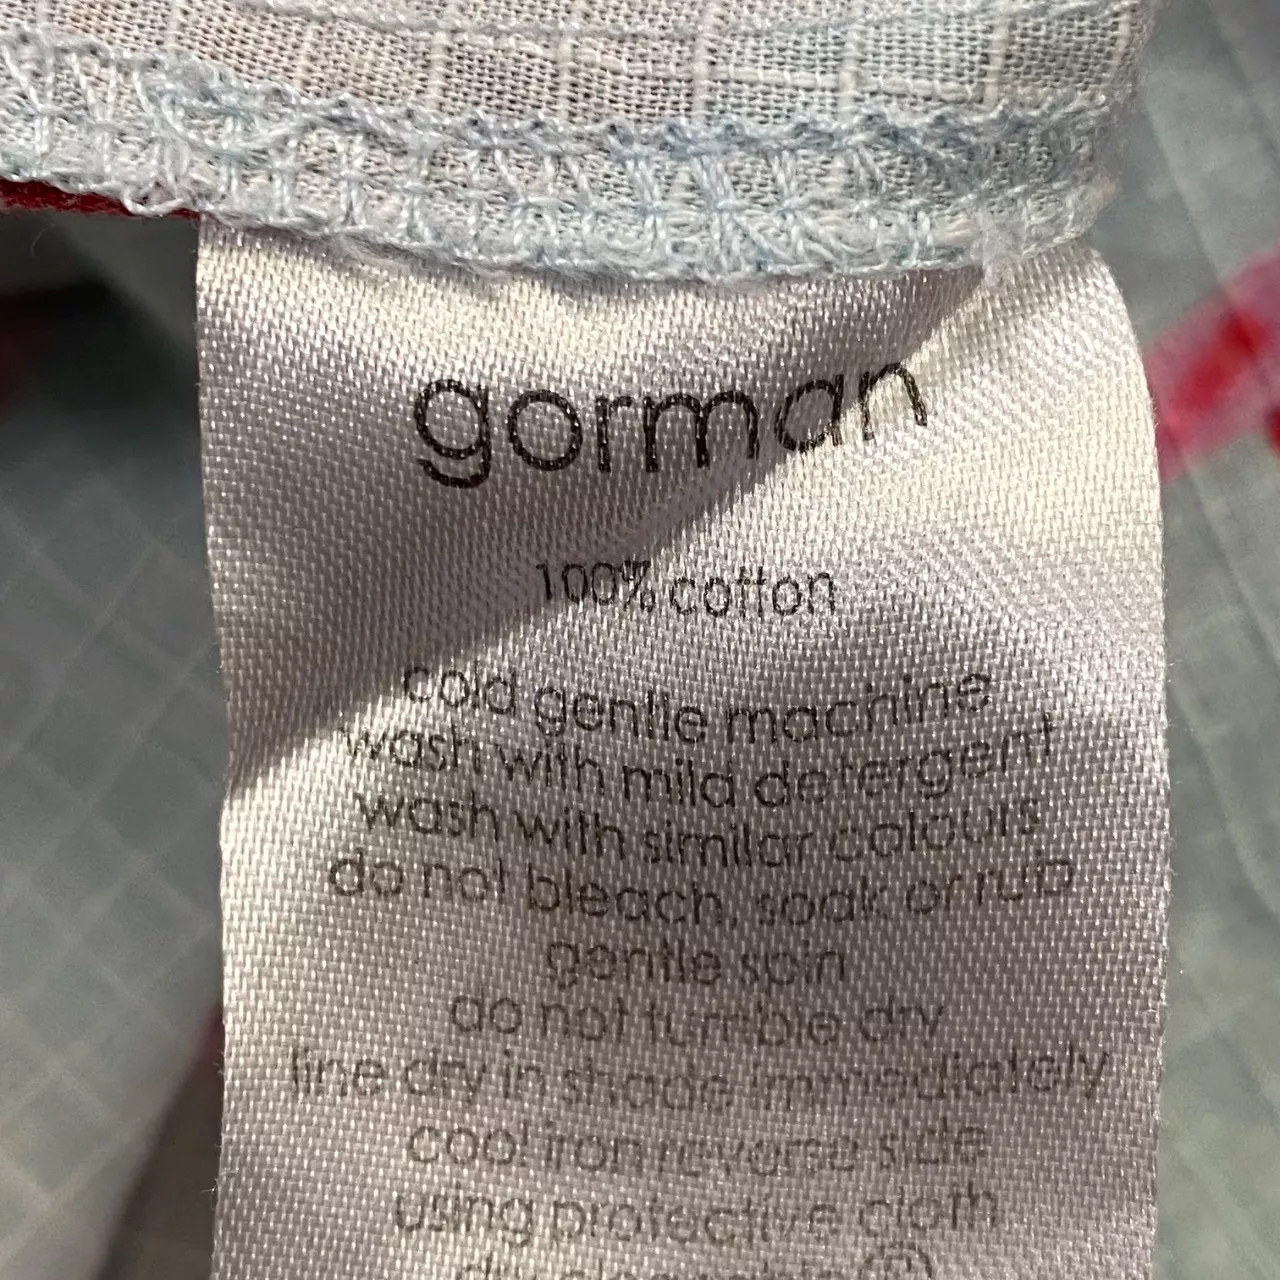 gorman
100% cotton
cold gentle machine
wash with mild detergent
wash with similar colours
do not bleach, soak or rub
gentle spin
do not tumble dry
line dry in shade immediately
cool iron reverse side
using protective cloth